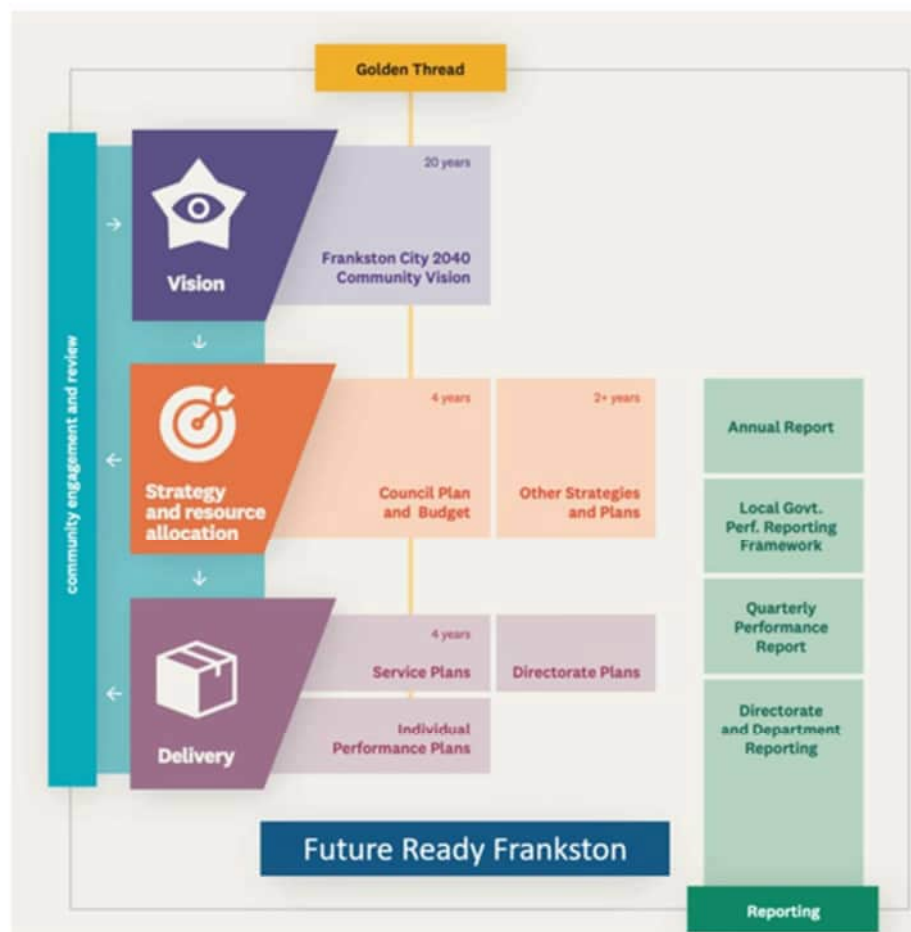 Golden Thread
community engagement and review
Vision
20 years
Frankston City 2040
Community Vision
Strategy
and resource
allocation
4 years
Council Plan
and Budget
2+ years
Other Strategies
and Plans
Delivery
4 years
Service Plans
Directorate Plans
Individual
Performance Plans
Annual Report
Local Govt.
Perf. Reporting
Framework
Quarterly
Performance
Report
Directorate
and Department
Reporting
Future Ready Frankston
Reporting